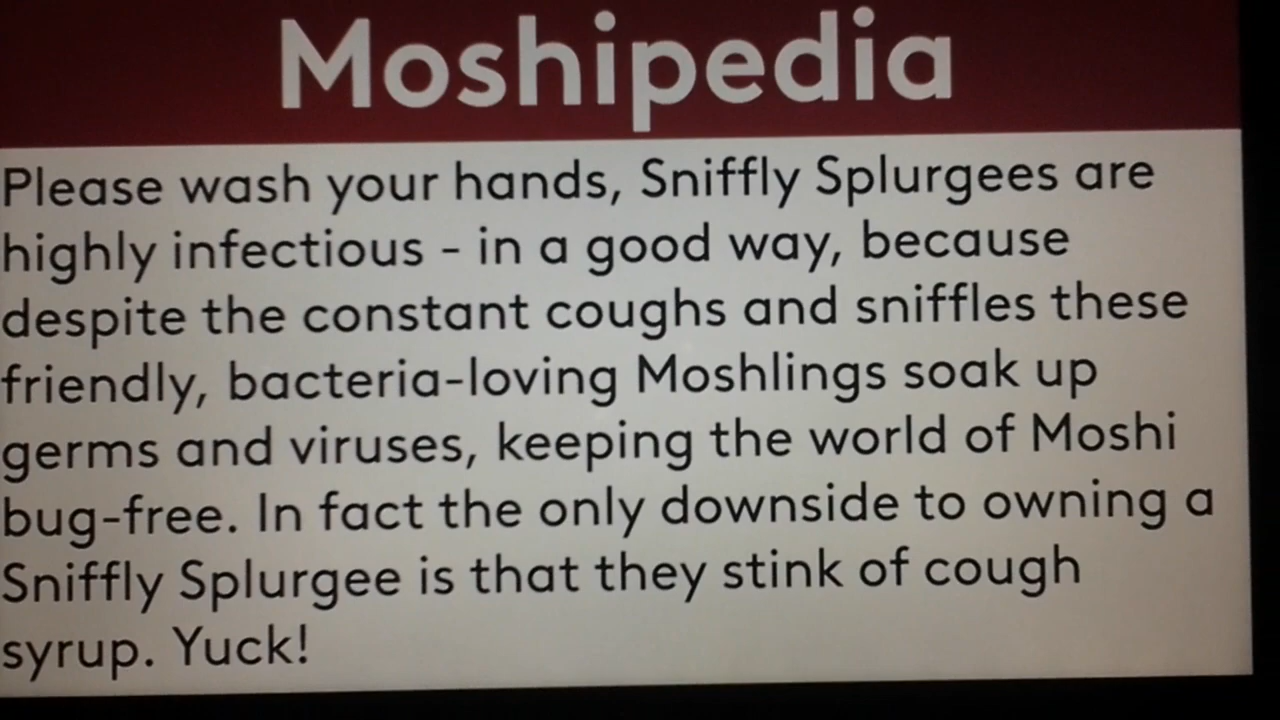 Moshipedia
Please wash your hands, Sniffly Splurgees are
highly infectious - in a good way, because
despite the constant coughs and sniffles these
friendly, bacteria-loving Moshlings soak up
germs and viruses, keeping the world of Moshi
bug-free. In fact the only downside to owning a
Sniffly Splurgee is that they stink of cough
syrup. Yuck!